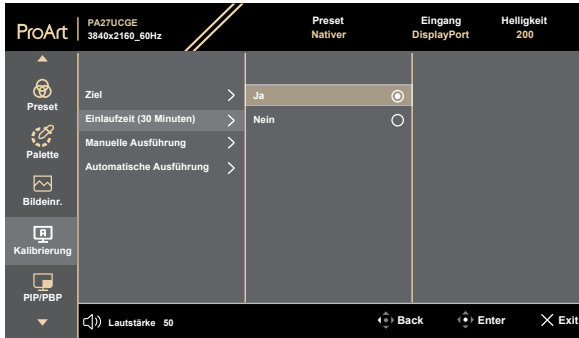 ProArt
PA27UCGE
3840x2160_60Hz
Preset
Nativer
Eingang
DisplayPort
Helligkeit
200
Preset
Palette
Bildeinr.
Kalibrierung
PIP/PBP
Ziel
Einlaufzeit (30 Minuten)
Manuelle Ausführung
Automatische Ausführung
Ja
Nein
Lautstärke 50
Back
Enter
Exit